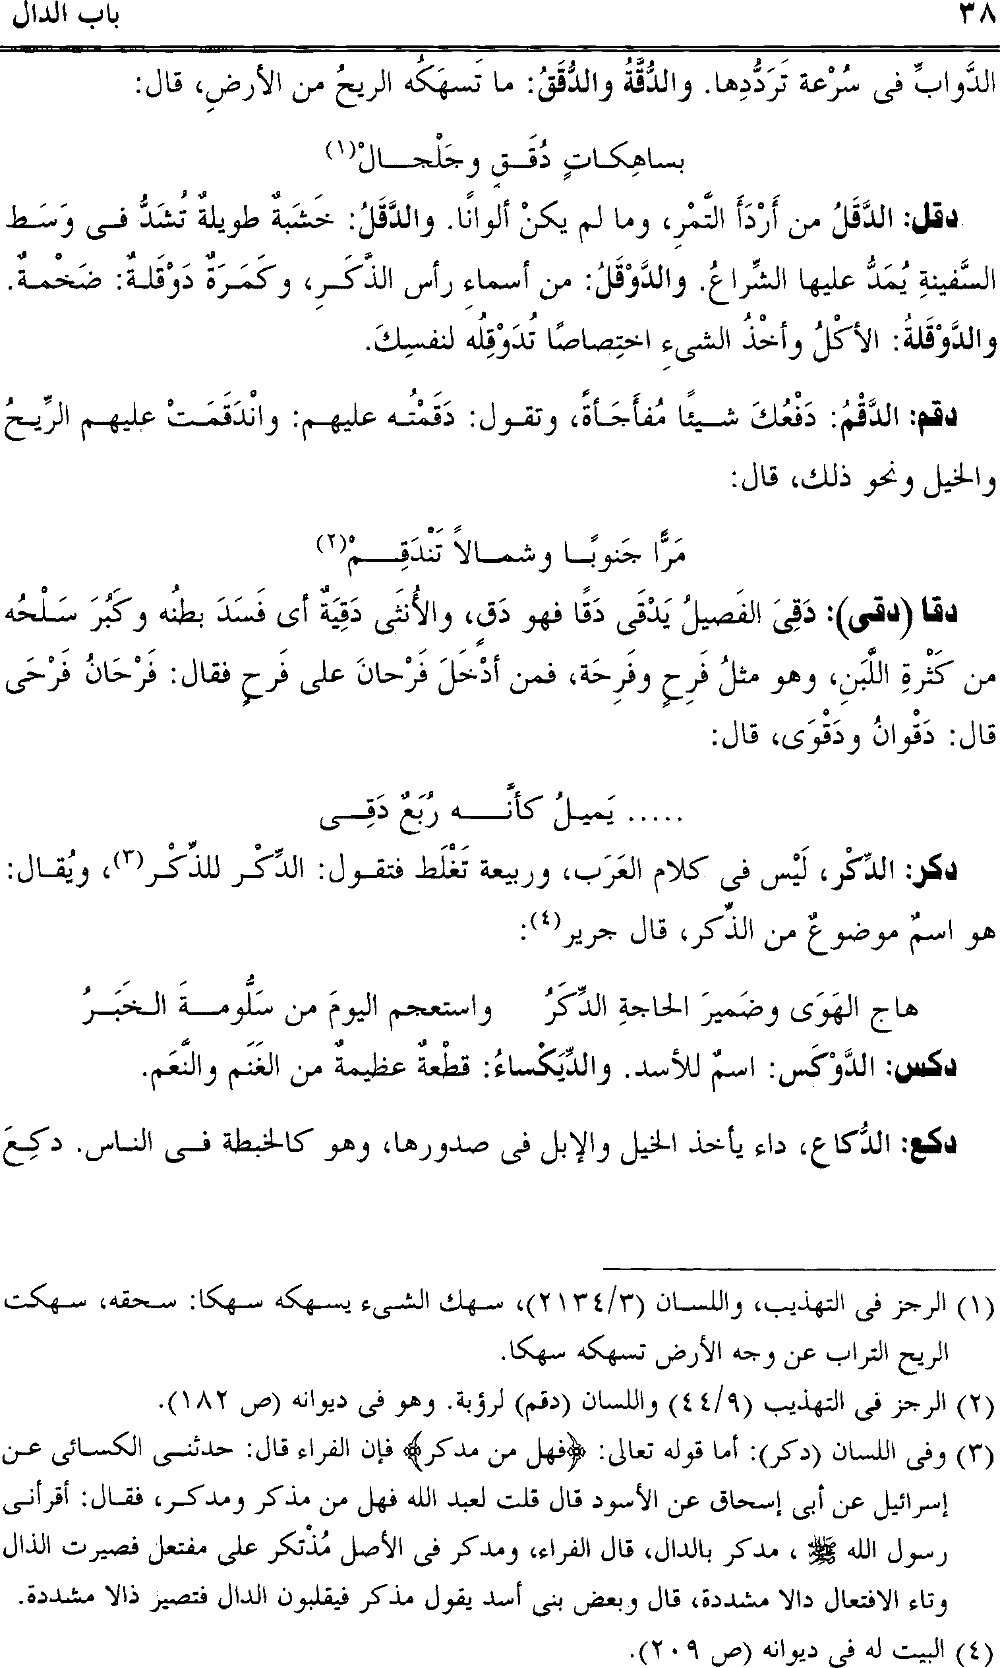 ٣٨ باب الدال
الدَّوابِّ فى سُرْعة تَرَدُّدِها. والدُّقَّةُ والدُّقَقُ: ما تَسهَكُه الريحُ من الأرضِ، قال:
بساهِكاتٍ دُقَقٍ وجَلْجالْ(١)
دقل: الدَّقَلُ من أَرْدَأَ التَّمْرِ، وما لم يكنْ ألوانًا. والدَّقَلُ: خَشبَةٌ طويلةٌ تُشَدُّ فى وَسَط
السَّفينةِ يُمَدُّ عليها الشِّراعُ. والدَّوْقَلُ: من أسماءِ رأس الذَّكَرِ، وكَمَرَةٌ دَوْقَلةٌ: ضَخْمةٌ.
والدَّوْقَلةُ: الأكْلُ وأخْذُ الشىءِ اختِصاصًا تُدَوْقِلُه لنفسِكَ.
دقم: الدَّقْمُ: دَفْعُكَ شيئًا مُفأَجَأةً، وتقول: دَقَمْتُه عليهم: وانْدَقَمَتْ عليهم الرِّيحُ
والخيل ونحو ذلك، قال:
مَرًّا جَنوبًا وشمالاً تَنْدَقِمْ(٢)
دقا (دقى): دَقِىَ الفَصيلُ يَدْقَى دَقًا فهو دَقٍ، والأُنثَى دَقِيَةٌ أى فَسَدَ بطنُه وكَبُرَ سَلْحُه
من كَثْرةِ اللَّبَنِ، وهو مثلُ فَرِحٍ وفَرِحَة، فمن أدْخَلَ فَرْحانَ على فَرِحٍ فقال: فَرْحَانُ فَرْحَى
قال: دَقْوانُ ودَقْوَى، قال:
..... يَميلُ كأنَّه رُبَعٌ دَقِى
دكر: الدِّكْر، لَيْس فى كلام العَرَب، وربيعة تَغْلَط فتقول: الدِّكْر للذِّكْر(٣)، ويُقال:
هو اسمٌ موضوعٌ من الذِّكر، قال جرير(٤):
هاج الهَوَى وضَميرَ الحاجةِ الدِّكَرُ واستعجم اليومَ من سَلُّومةَ الخَبَرُ
دكس: الدَّوْكَس: اسمٌ للأسد. والدِّيَكْساءُ: قطْعةٌ عظيمةٌ من الغَنَم والنَّعَم.
دكع: الدُّكاع، داء يأخذ الخيل والإبل فى صدورها، وهو كالخبطة فى الناس. دكِعَ
(١) الرجز فى التهذيب، واللسان (٢١٣٤/٣)، سهك الشىء يسهكه سهكا: سحقه، سهكت
الريح التراب عن وجه الأرض تسهكه سهكا.
(٢) الرجز فى التهذيب (٤٤/٩) واللسان (دقم) لرؤبة. وهو فى ديوانه (ص ١٨٢).
(٣) وفى اللسان (دكر): أما قوله تعالى: ﴿فهل من مدكر﴾ فإن الفراء قال: حدثنى الكسائى عن
إسرائيل عن أبى إسحاق عن الأسود قال قلت لعبد الله فهل من مذكر ومدكر، فقال: أقرأنى
رسول الله ﷺ ، مدكر بالدال، قال الفراء، ومدكر فى الأصل مُذْتكر على مفتعل فصيرت الذال
وتاء الافتعال دالا مشددة، قال وبعض بنى أسد يقول مذكر فيقلبون الدال فتصيز ذالا مشددة.
(٤) البيت له فى ديوانه (ص ٢٠٩).